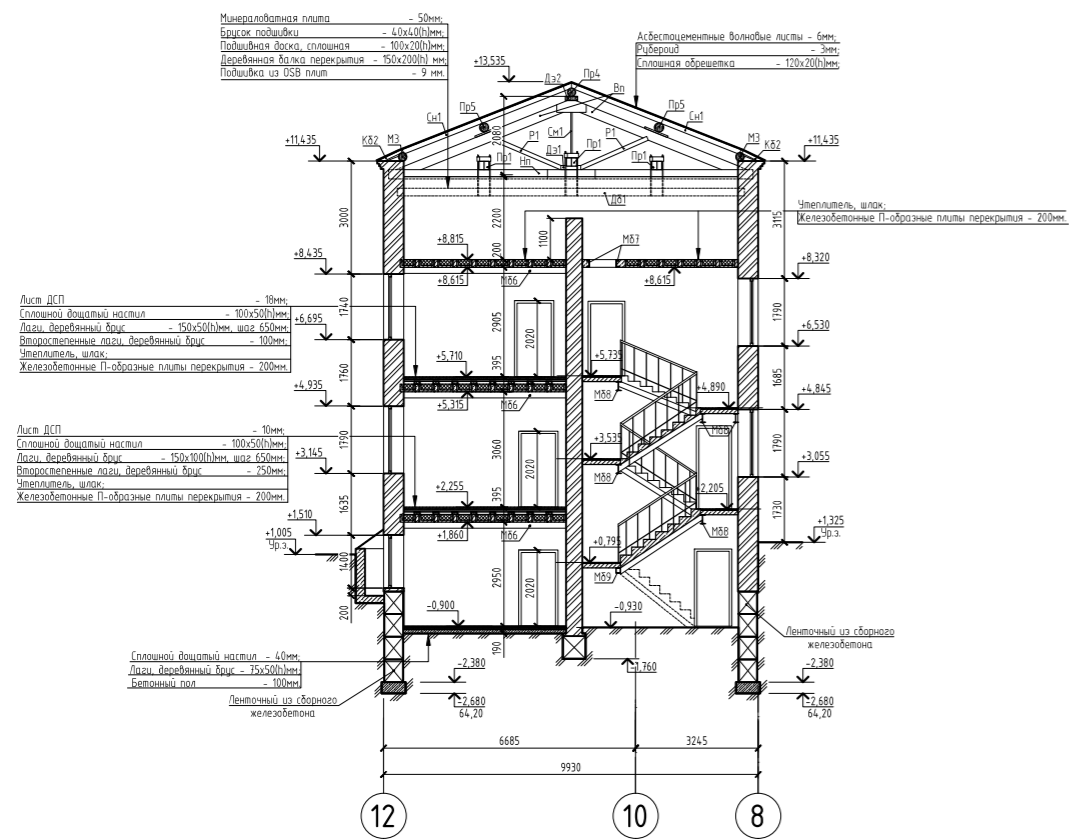 Минераловатная плита - 50мм;
Брусок подшивки - 40х40(h)мм;
Подшивная доска, сплошная - 100х20(h)мм;
Деревянная балка перекрытия - 150х200(h) мм;
Подшивка из OSB плит - 9 мм.
Асбестоцементные волновые листы - 6мм;
Рубероид - 3мм;
Сплошная обрешетка - 120х20(h)мм;
+13,535
Дэ2
Пр4
Вп
Пр5
Пр5
Сн1
Сн1
2080
См1
Р1
Р1
+11,435
Кб2
М3
М3
Кб2
+11,435
Дэ1
Пр1
Пр1
Пр1
Нп
Дб1
3000
2200
1100
3115
Утеплитель, шлак;
Железобетонные П-образные плиты перекрытия - 200мм.
+8,815
200
Мб7
+8,435
+8,320
+8,615
Мб6
+8,615
Лист ДСП - 18мм;
Сплошной дощатый настил - 100х50(h)мм;
Лаги, деревянный брус - 150х50(h)мм, шаг 650мм;
Второстепенные лаги, деревянный брус - 100мм;
Утеплитель, шлак;
Железобетонные П-образные плиты перекрытия - 200мм.
1740
2905
2020
1790
+6,695
+6,530
+5,710
+5,735
1760
395
1685
+5,315
Мб6
Мб8
+4,890
+4,845
+4,935
Мб8
Лист ДСП - 10мм;
Сплошной дощатый настил - 100х50(h)мм;
Лаги, деревянный брус - 150х100(h)мм, шаг 650мм;
Второстепенные лаги, деревянный брус - 250мм;
Утеплитель, шлак;
Железобетонные П-образные плиты перекрытия - 200мм.
1790
3060
2020
+3,535
1790
+3,145
Мб8
+3,055
+2,255
395
+2,205
1635
1730
+1,510
+1,860
Мб6
Мб8
+1,325
Ур.з.
+1,005
Ур.з.
+0,795
1400
2950
2020
Мб9
200
-0,900
-0,930
190
Ленточный из сборного
железобетона
Сплошной дощатый настил - 40мм;
Лаги, деревянный брус - 75х50(h)мм;
Бетонный пол - 100мм.
-1,760
-2,380
-2,380
Ленточный из сборного
железобетона
-2,680
64,20
-2,680
64,20
6685
3245
9930
12
10
8